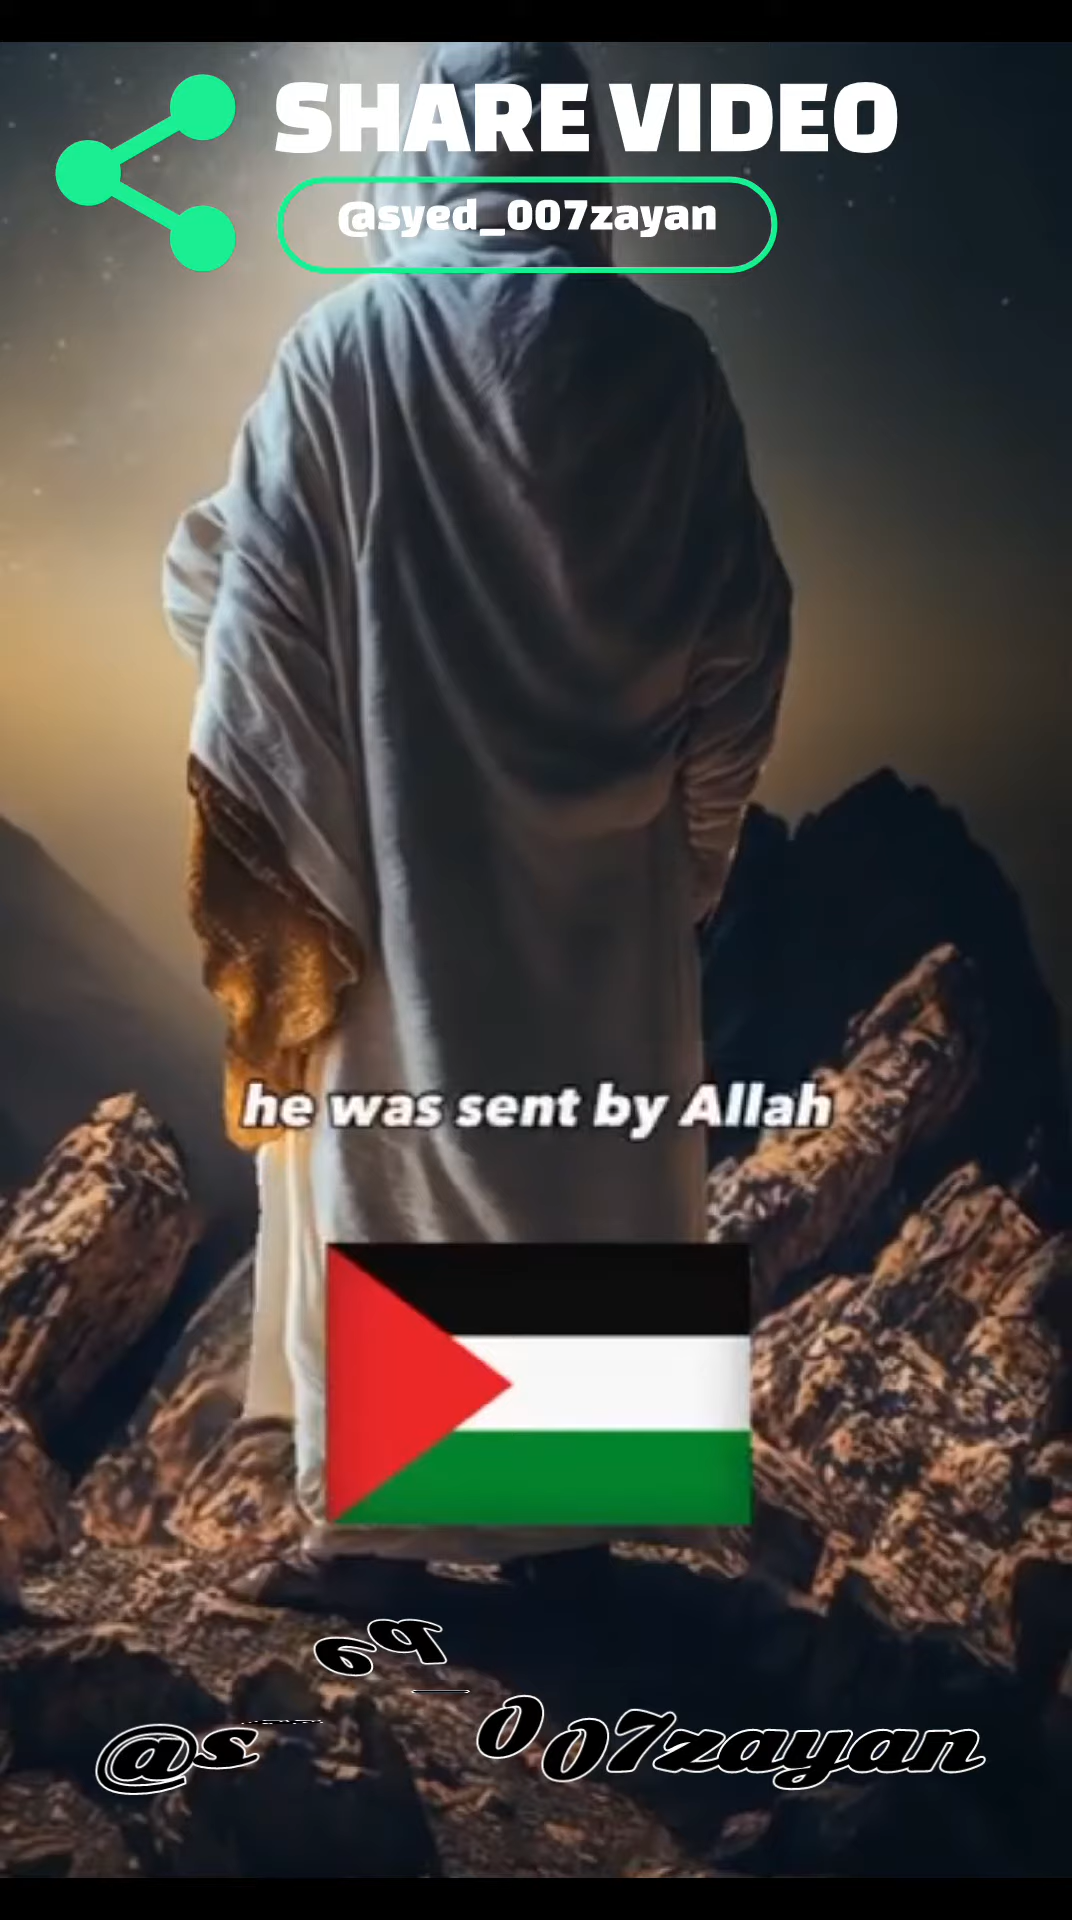 SHARE VIDEO
@syed_007zayan
he was sent by Allah
@s
007zayan